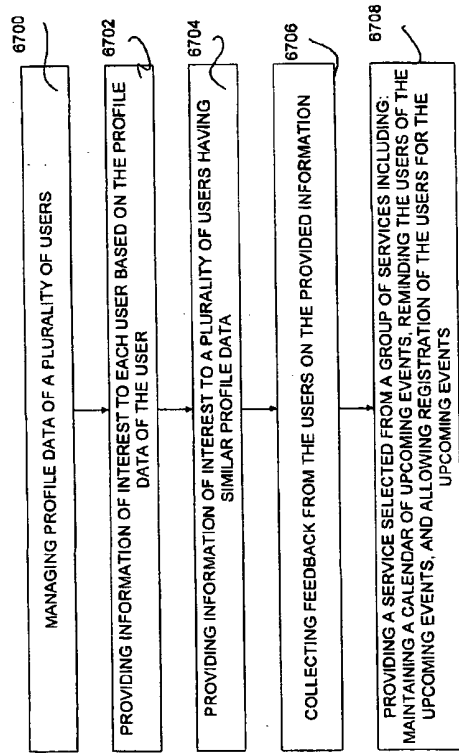 6700
MANAGING PROFILE DATA OF A PLURALITY OF USERS
6702
PROVIDING INFORMATION OF INTEREST TO EACH USER BASED ON THE PROFILE
DATA OF THE USER
6704
PROVIDING INFORMATION OF INTEREST TO A PLURALITY OF USERS HAVING
SIMILAR PROFILE DATA
6706
COLLECTING FEEDBACK FROM THE USERS ON THE PROVIDED INFORMATION
6708
PROVIDING A SERVICE SELECTED FROM A GROUP OF SERVICES INCLUDING:
MAINTAINING A CALENDAR OF UPCOMING EVENTS, REMINDING THE USERS OF THE
UPCOMING EVENTS, AND ALLOWING REGISTRATION OF THE USERS FOR THE
UPCOMING EVENTS